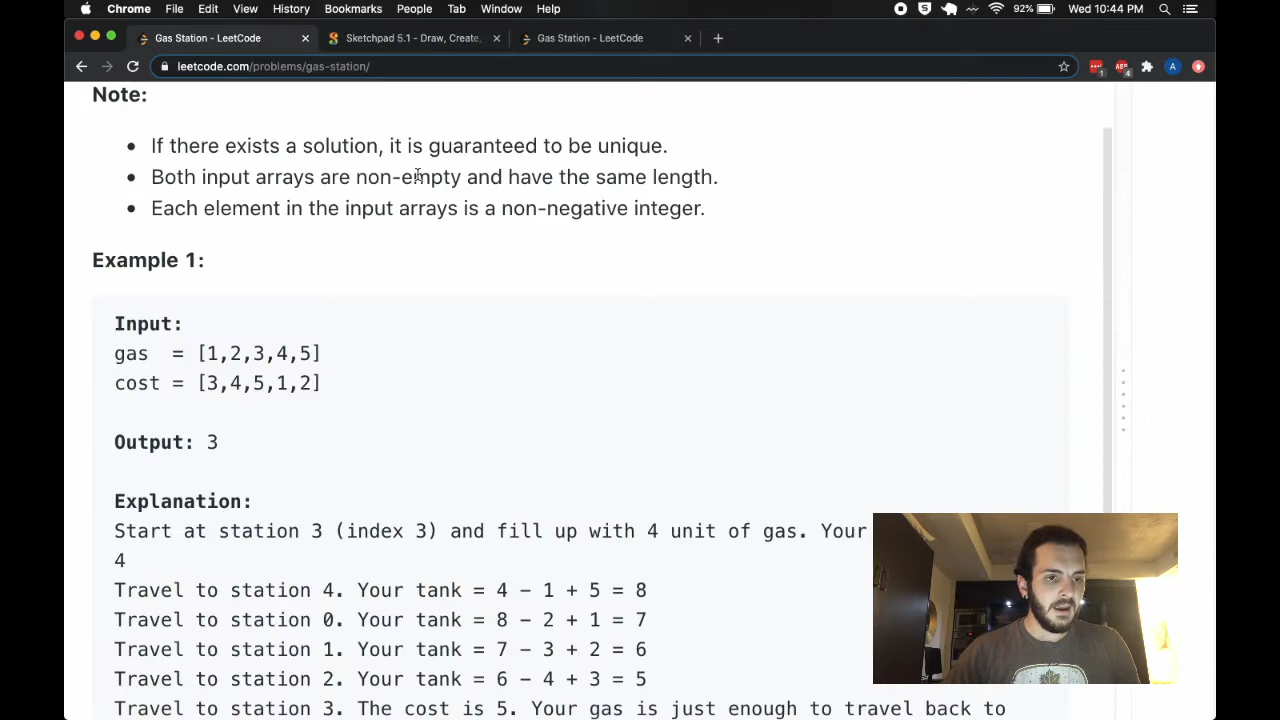 Chrome File Edit View History Bookmarks People Tab Window Help 92% Wed 10:44 PM
Gas Station - LeetCode Sketchpad 5.1 - Draw, Create, Gas Station - LeetCode
leetcode.com/problems/gas-station/
Note:
• If there exists a solution, it is guaranteed to be unique.
• Both input arrays are non-empty and have the same length.
• Each element in the input arrays is a non-negative integer.
Example 1:
Input:
gas = [1,2,3,4,5]
cost = [3,4,5,1,2]
Output: 3
Explanation:
Start at station 3 (index 3) and fill up with 4 unit of gas. Your
4
Travel to station 4. Your tank = 4 - 1 + 5 = 8
Travel to station 0. Your tank = 8 - 2 + 1 = 7
Travel to station 1. Your tank = 7 - 3 + 2 = 6
Travel to station 2. Your tank = 6 - 4 + 3 = 5
Travel to station 3. The cost is 5. Your gas is just enough to travel back to